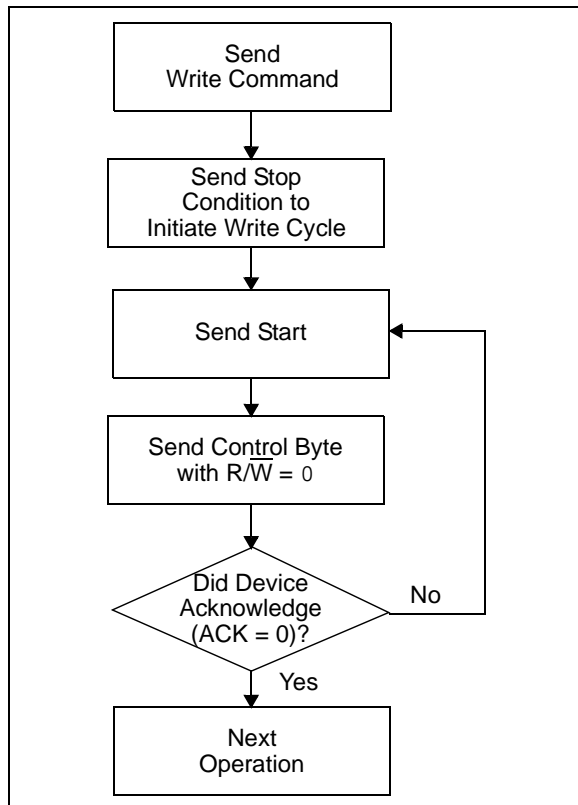 Send
Write Command
Send Stop
Condition to
Initiate Write Cycle
Send Start
Send Control Byte
with R/W̅ = 0
Did Device
Acknowledge
(ACK = 0)?
No
Yes
Next
Operation